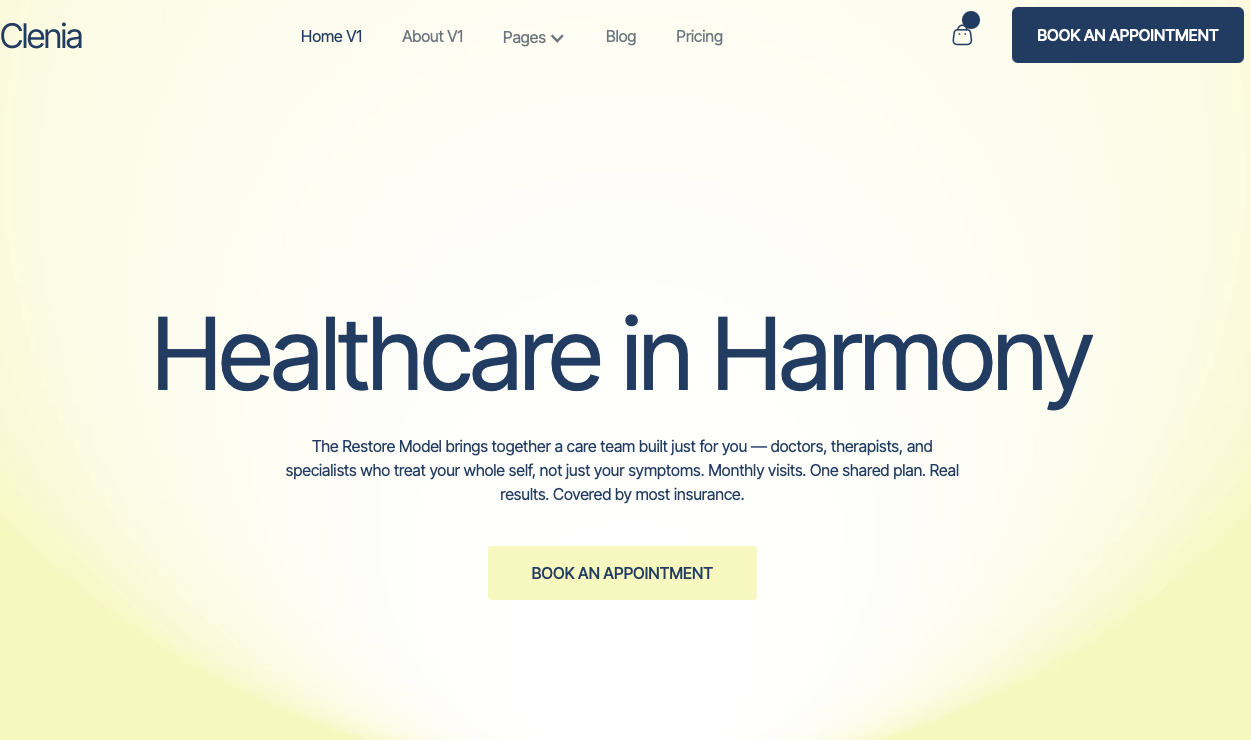 Clenia
Home V1
About V1
Pages
Blog
Pricing
BOOK AN APPOINTMENT
Healthcare in Harmony
The Restore Model brings together a care team built just for you — doctors, therapists, and
specialists who treat your whole self, not just your symptoms. Monthly visits. One shared plan. Real
results. Covered by most insurance.
BOOK AN APPOINTMENT